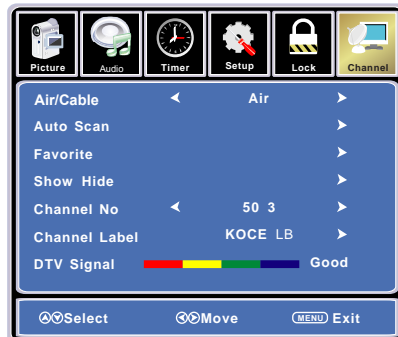 Picture Audio Timer Setup Lock Channel
Air/Cable Air
Auto Scan
Favorite
Show Hide
Channel No 50 3
Channel Label KOCE LB
DTV Signal Good
Select Move MENU Exit